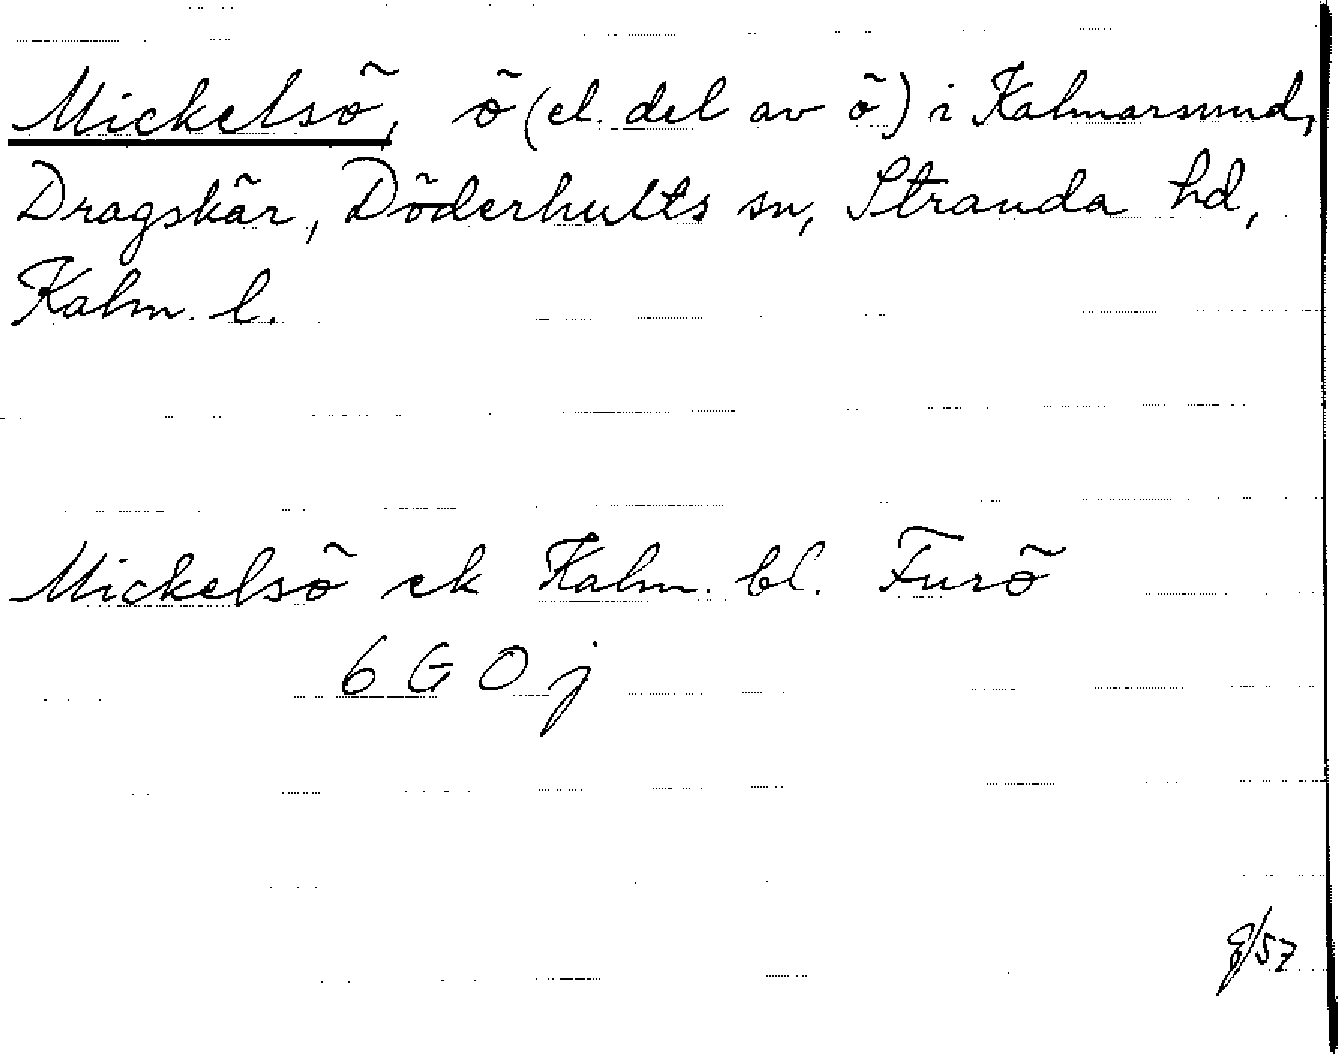 Mickelsö, ö (el. del av ö) i Kalmarsund,
Dragskär, Döderhults sn, Stranda hd,
Kalm. l.
Mickelsö ek Kalm. bl. Furö
6 G O j
8/57